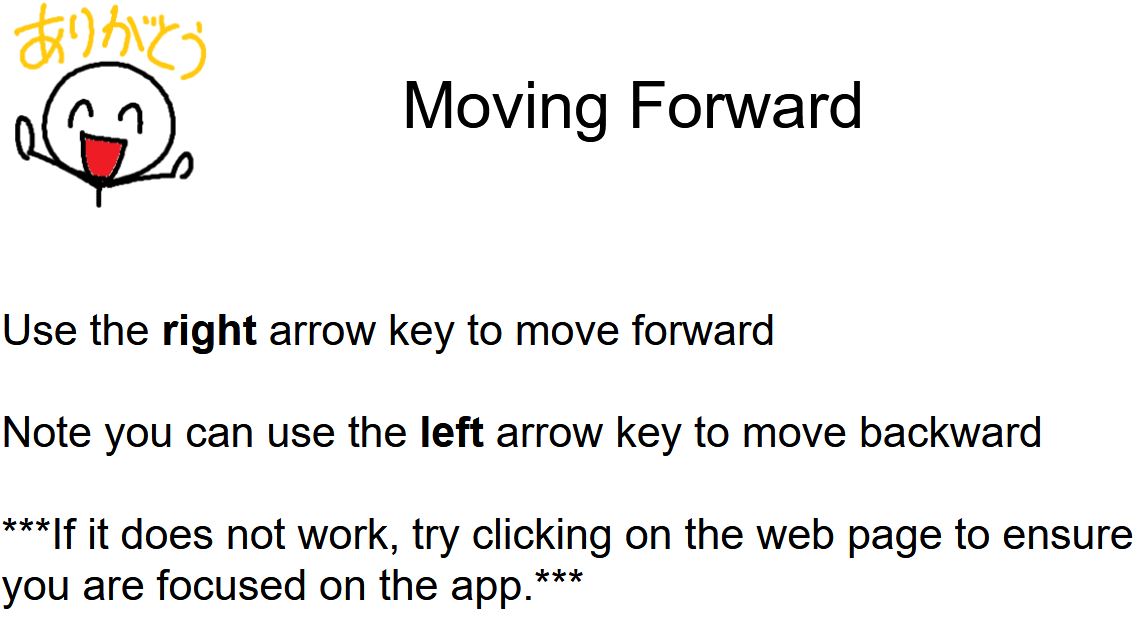 ありがとう
Moving Forward
Use the right arrow key to move forward
Note you can use the left arrow key to move backward
***If it does not work, try clicking on the web page to ensure
you are focused on the app.***